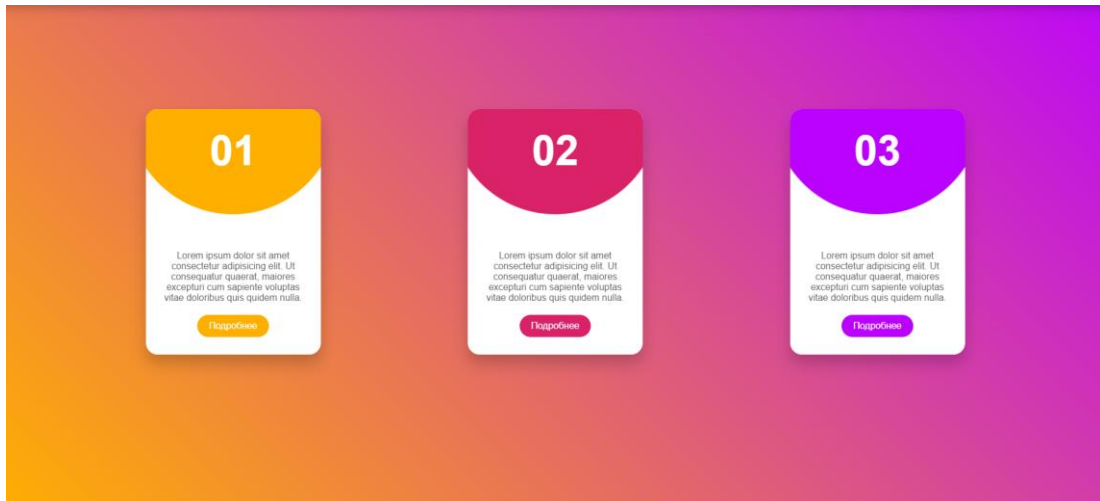 01
Lorem ipsum dolor sit amet
consectetur adipisicing elit. Ut
consequatur quaerat, maiores
excepturi cum sapiente voluptas
vitae doloribus quis quidem nulla.
Подробнее
02
Lorem ipsum dolor sit amet
consectetur adipisicing elit. Ut
consequatur quaerat, maiores
excepturi cum sapiente voluptas
vitae doloribus quis quidem nulla.
Подробнее
03
Lorem ipsum dolor sit amet
consectetur adipisicing elit. Ut
consequatur quaerat, maiores
excepturi cum sapiente voluptas
vitae doloribus quis quidem nulla.
Подробнее